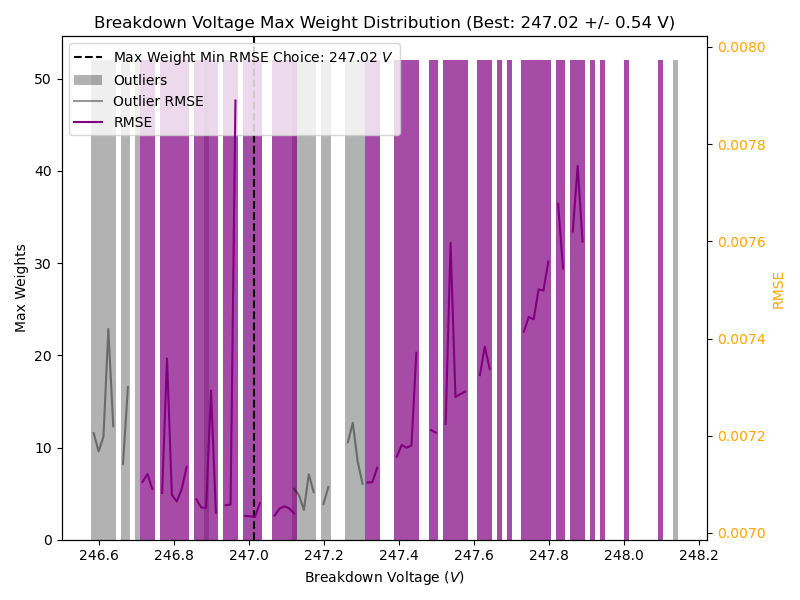 Breakdown Voltage Max Weight Distribution (Best: 247.02 +/- 0.54 V)
Max Weight Min RMSE Choice: 247.02 V
Outliers
Outlier RMSE
RMSE
Max Weights
50
40
30
20
10
0
0.0080
0.0078
0.0076
0.0074
0.0072
0.0070
RMSE
246.6 246.8 247.0 247.2 247.4 247.6 247.8 248.0 248.2
Breakdown Voltage (V)